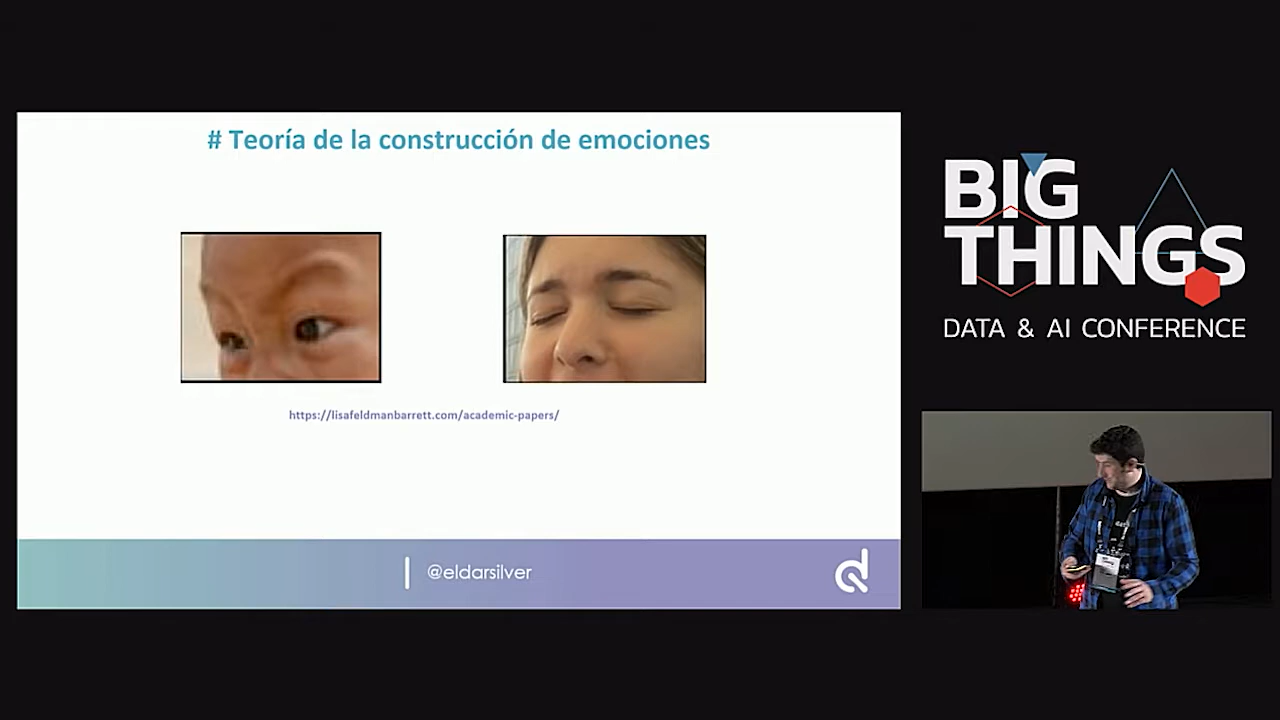 # Teoría de la construcción de emociones
https://lisafeldmanbarrett.com/academic-papers/
@eldarsilver
BIG
THINGS
DATA & AI CONFERENCE